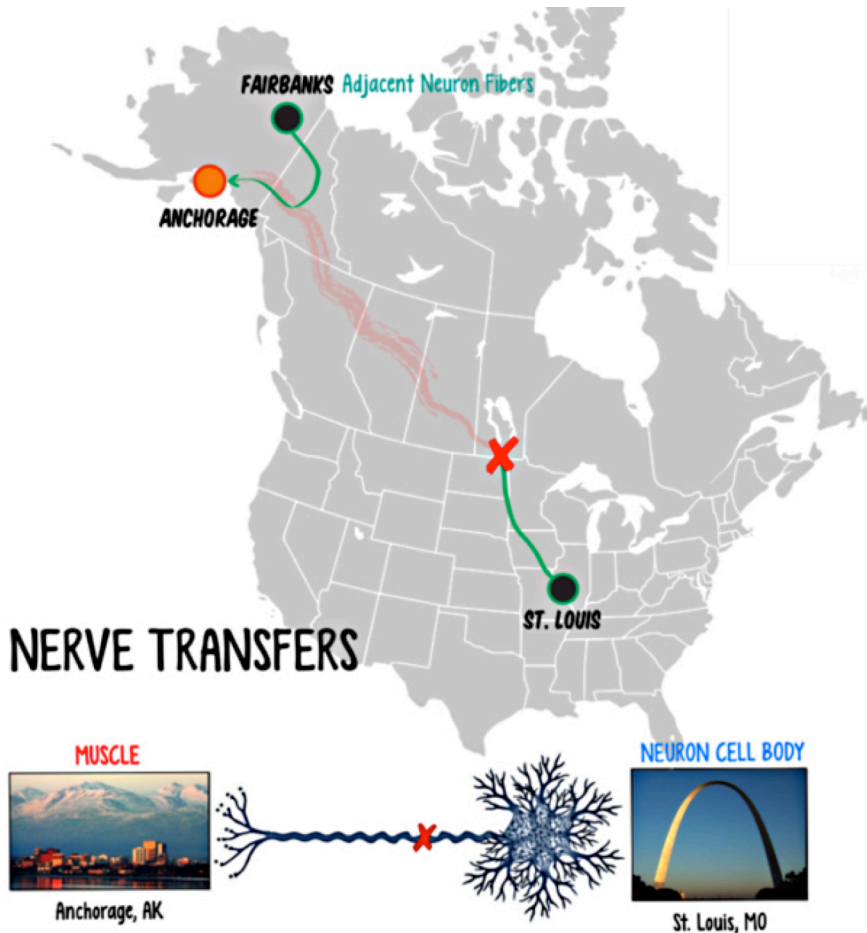 FAIRBANKS Adjacent Neuron Fibers
ANCHORAGE
ST. LOUIS
NERVE TRANSFERS
MUSCLE
NEURON CELL BODY
Anchorage, AK
St. Louis, MO